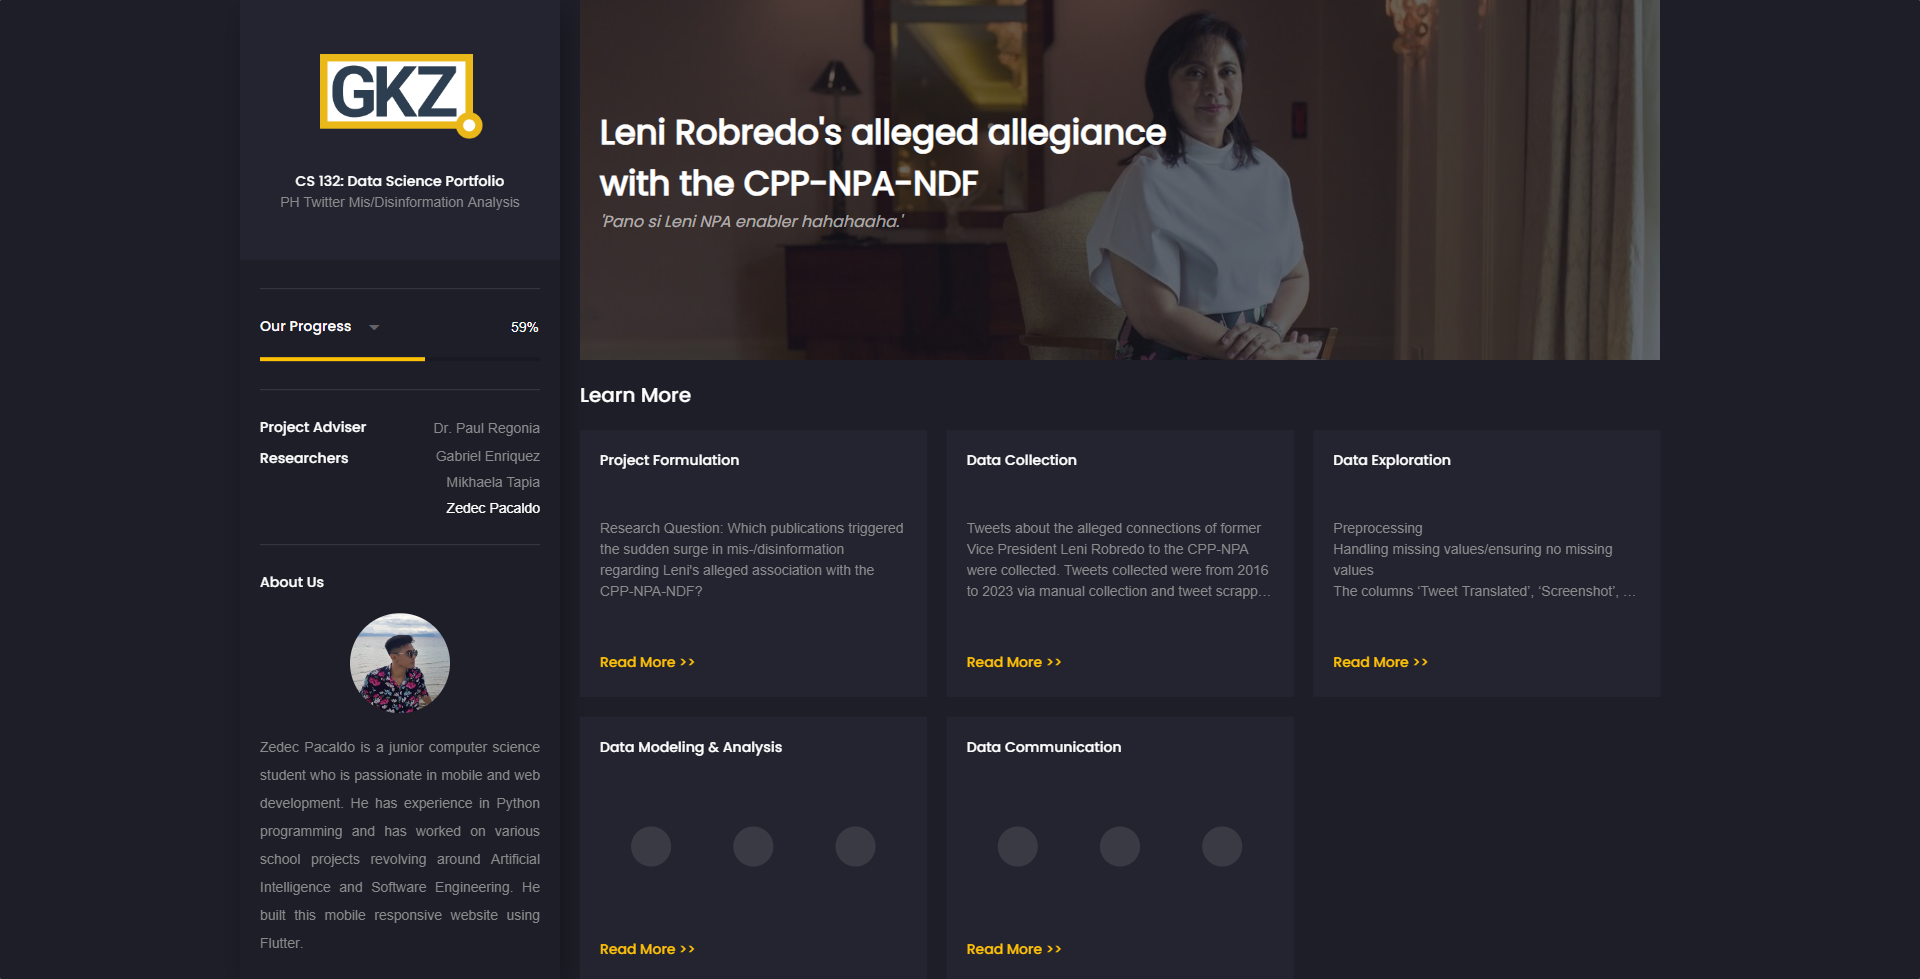 GKZ
CS 132: Data Science Portfolio
PH Twitter Mis/Disinformation Analysis
Our Progress
59%
Project Adviser
Dr. Paul Regonia
Researchers
Gabriel Enriquez
Mikhaela Tapia
Zedec Pacaldo
About Us
Zedec Pacaldo is a junior computer science
student who is passionate in mobile and web
development. He has experience in Python
programming and has worked on various
school projects revolving around Artificial
Intelligence and Software Engineering. He
built this mobile responsive website using
Flutter.
Leni Robredo's alleged allegiance
with the CPP-NPA-NDF
'Pano si Leni NPA enabler hahahaaha.'
Learn More
Project Formulation
Research Question: Which publications triggered
the sudden surge in mis-/disinformation
regarding Leni's alleged association with the
CPP-NPA-NDF?
Read More >>
Data Collection
Tweets about the alleged connections of former
Vice President Leni Robredo to the CPP-NPA
were collected. Tweets collected were from 2016
to 2023 via manual collection and tweet scrapp…
Read More >>
Data Exploration
Preprocessing
Handling missing values/ensuring no missing
values
The columns ‘Tweet Translated’, ‘Screenshot’, …
Read More >>
Data Modeling & Analysis
Read More >>
Data Communication
Read More >>